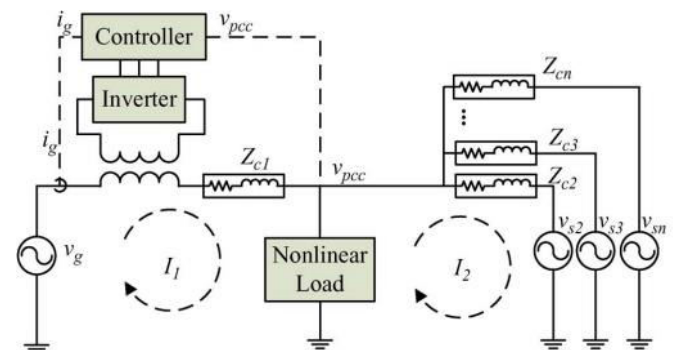 i_g
Controller
v_pcc
Inverter
i_g
Z_c1
v_pcc
Z_cn
...
Z_c3
Z_c2
v_g
I_1
Nonlinear
Load
I_2
v_s2
v_s3
v_sn